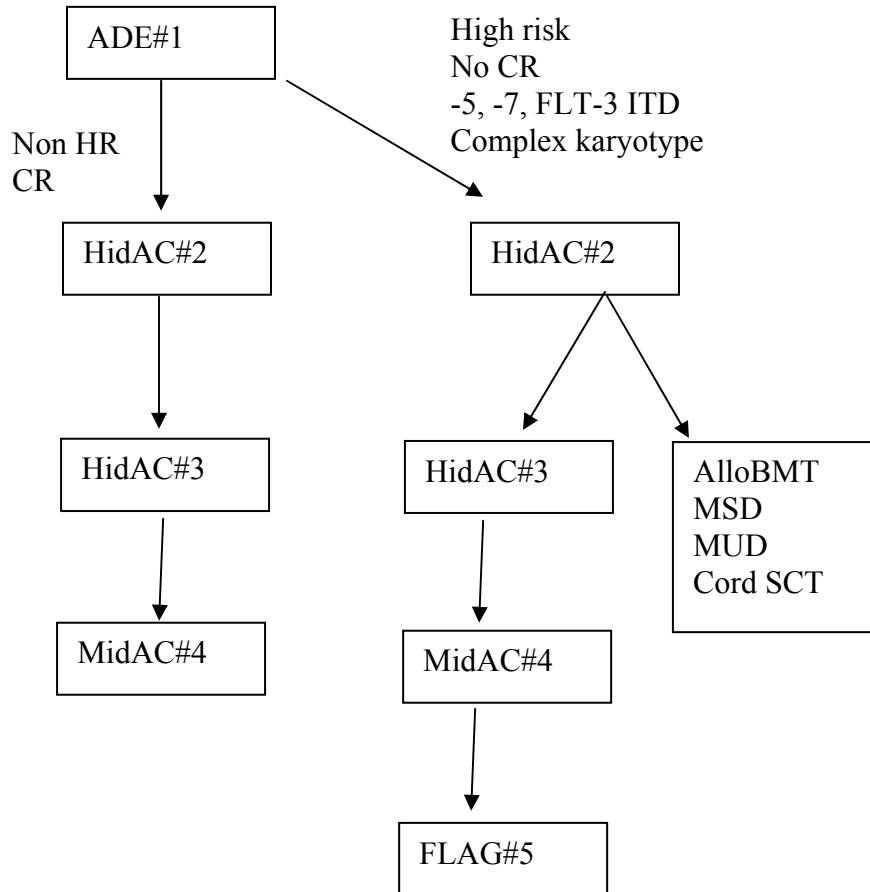 ADE#1
High risk
No CR
-5, -7, FLT-3 ITD
Complex karyotype
Non HR
CR
HidAC#2
HidAC#2
HidAC#3
HidAC#3
AlloBMT
MSD
MUD
Cord SCT
MidAC#4
MidAC#4
FLAG#5